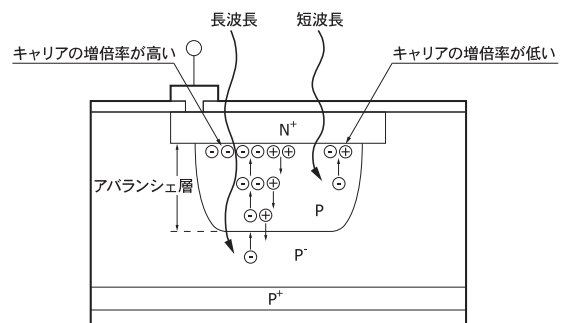 長波長
短波長
キャリアの増倍率が高い
キャリアの増倍率が低い
N+
アバランシェ層
P
P-
P+